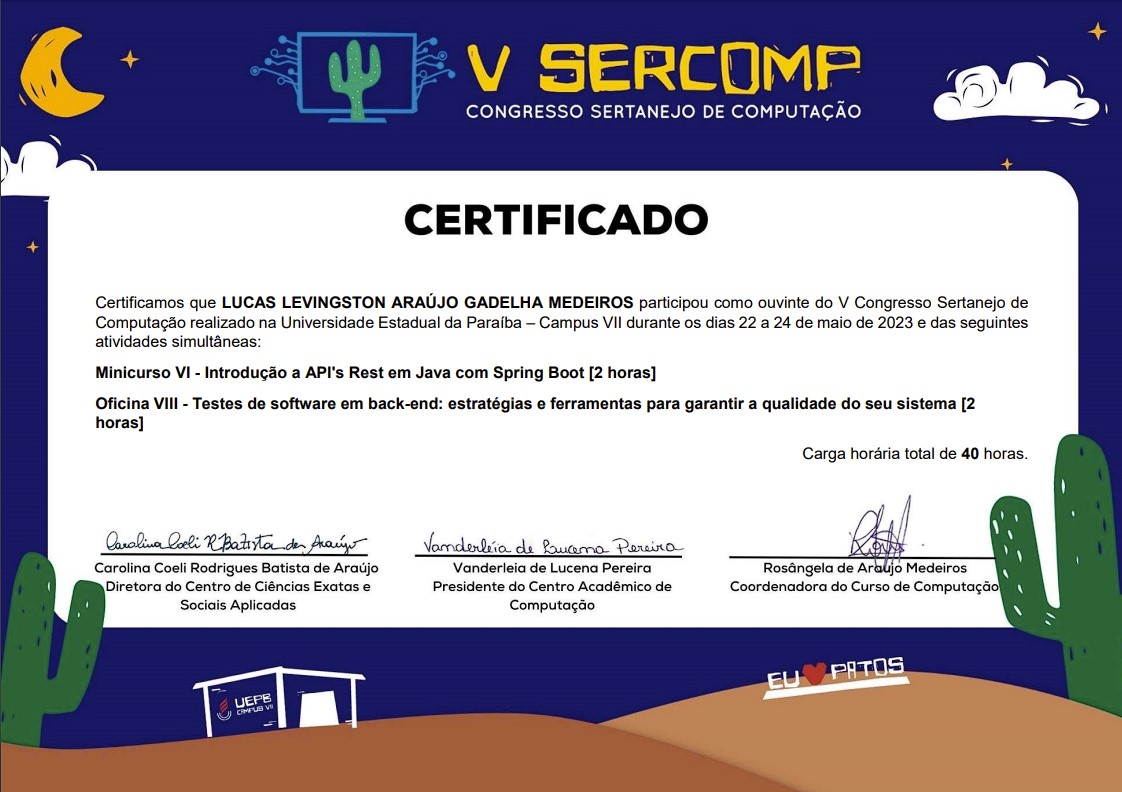 V SERCOMP
CONGRESSO SERTANEJO DE COMPUTAÇÃO
CERTIFICADO
Certificamos que LUCAS LEVINGSTON ARAÚJO GADELHA MEDEIROS participou como ouvinte do V Congresso Sertanejo de
Computação realizado na Universidade Estadual da Paraíba – Campus VII durante os dias 22 a 24 de maio de 2023 e das seguintes
atividades simultâneas:
Minicurso VI - Introdução a API's Rest em Java com Spring Boot [2 horas]
Oficina VIII - Testes de software em back-end: estratégias e ferramentas para garantir a qualidade do seu sistema [2
horas]
Carga horária total de 40 horas.
Carolina Coeli R Batista de Araújo
Vanderléia de Lucena Pereira
Carolina Coeli Rodrigues Batista de Araújo
Diretora do Centro de Ciências Exatas e
Sociais Aplicadas
Vanderleia de Lucena Pereira
Presidente do Centro Acadêmico de
Computação
Rosângela de Araújo Medeiros
Coordenadora do Curso de Computação
UEPB
CAMPUS VII
EU PATOS